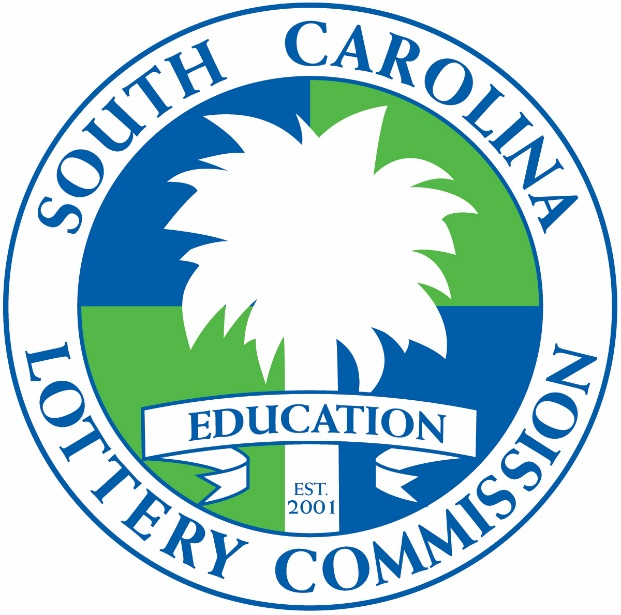 SOUTH CAROLINA
EDUCATION
EST.
2001
LOTTERY COMMISSION